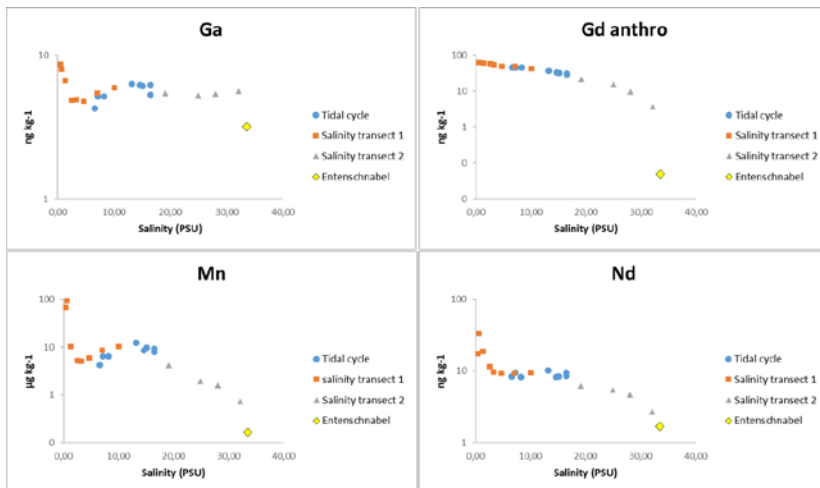 Ga
10
1
ng kg-1
0,00 10,00 20,00 30,00 40,00
Salinity (PSU)
Tidal cycle
Salinity transect 1
Salinity transect 2
Entenschnabel
Gd anthro
100
10
1
0
0
ng kg-1
0,00 10,00 20,00 30,00 40,00
Salinity (PSU)
Tidal cycle
Salinity transect 1
Salinity transect 2
Entenschnabel
Mn
100
10
1
0
µg kg-1
0,00 10,00 20,00 30,00 40,00
Salinity (PSU)
Tidal cycle
salinity transect 1
Salinity transect 2
Entenschnabel
Nd
100
10
1
ng kg-1
0,00 10,00 20,00 30,00 40,00
Salinity (PSU)
Tidal cycle
Salinity transect 1
Salinity transect 2
Entenschnabel